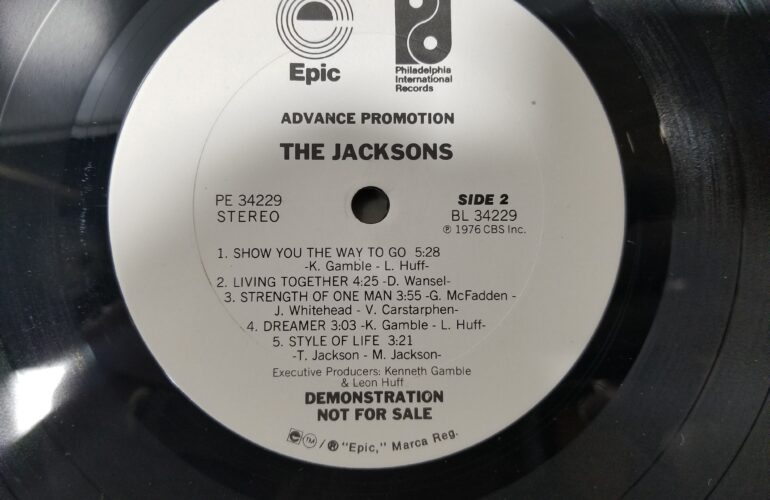 Epic
Philadelphia
International
Records
ADVANCE PROMOTION
THE JACKSONS
PE 34229
STEREO
SIDE 2
BL 34229
℗ 1976 CBS Inc.
1. SHOW YOU THE WAY TO GO 5:28
-K. Gamble - L. Huff-
2. LIVING TOGETHER 4:25 -D. Wansel-
3. STRENGTH OF ONE MAN 3:55 -G. McFadden -
J. Whitehead - V. Carstarphen-
4. DREAMER 3:03 -K. Gamble - L. Huff-
5. STYLE OF LIFE 3:21
-T. Jackson - M. Jackson-
Executive Producers: Kenneth Gamble
& Leon Huff
DEMONSTRATION
NOT FOR SALE
TM/® "Epic," Marca Reg.